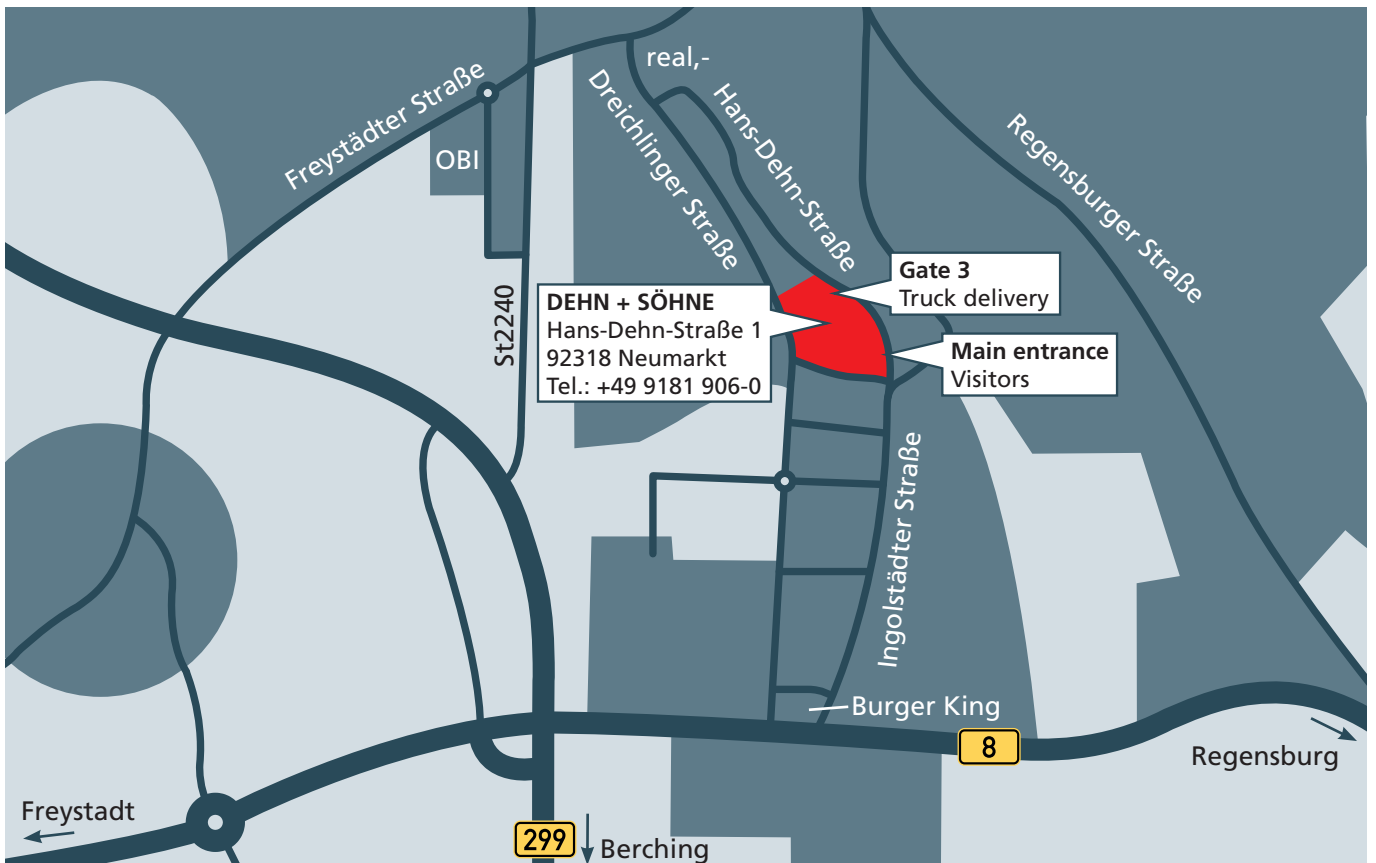 real,-
Freystädter Straße
OBI
Dreichlinger Straße
Hans-Dehn-Straße
Regensburger Straße
St2240
DEHN + SÖHNE
Hans-Dehn-Straße 1
92318 Neumarkt
Tel.: +49 9181 906-0
Gate 3
Truck delivery
Main entrance
Visitors
Ingolstädter Straße
Burger King
8
Regensburg
Freystadt
299
Berching